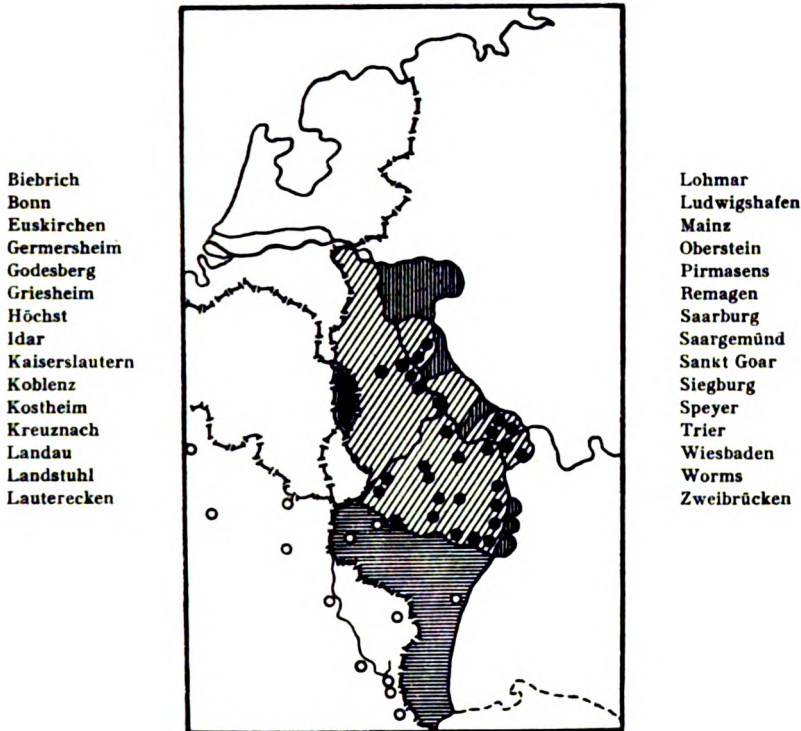 Biebrich
Bonn
Euskirchen
Germersheim
Godesberg
Griesheim
Höchst
Idar
Kaiserslautern
Koblenz
Kostheim
Kreuznach
Landau
Landstuhl
Lauterecken
Lohmar
Ludwigshafen
Mainz
Oberstein
Pirmasens
Remagen
Saarburg
Saargemünd
Sankt Goar
Siegburg
Speyer
Trier
Wiesbaden
Worms
Zweibrücken